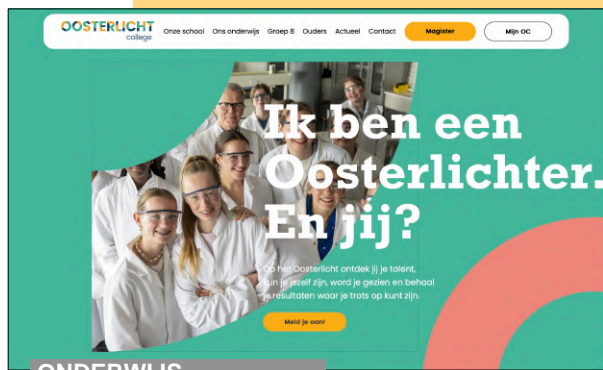 OOSTERLICHT
college
Onze school Ons onderwijs Groep 8 Ouders Actueel Contact Magister Mijn OC
Ik ben een
Oosterlichter.
En jij?
Op het Oosterlicht ontdek jij je talent,
kun je jezelf zijn, word je gezien en behaal
je resultaten waar je trots op kunt zijn.
Meld je aan!
ONDERWIJS